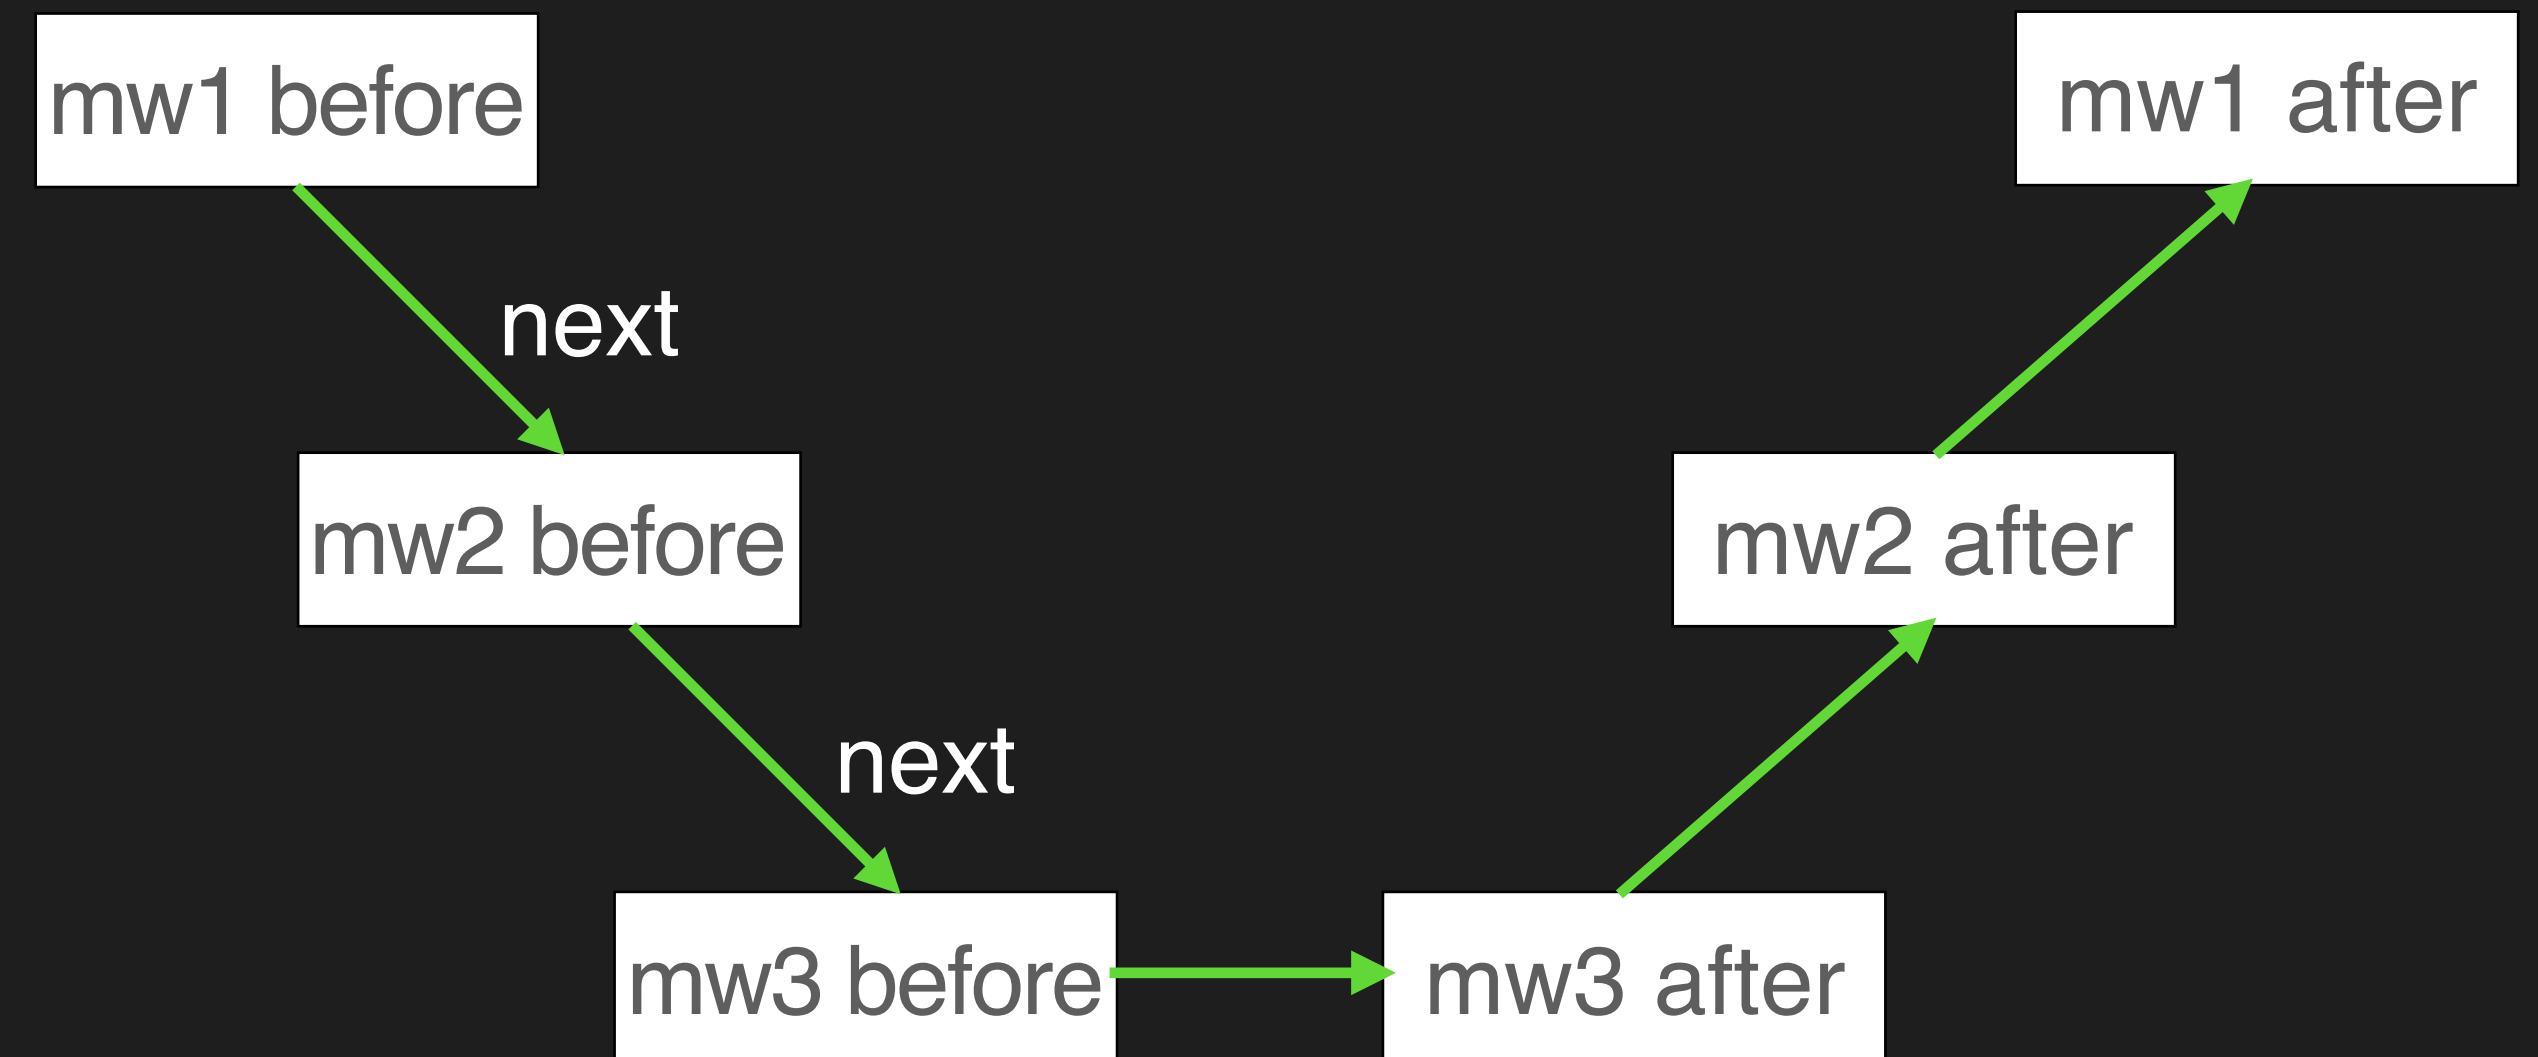 mw1 before
mw1 after
next
mw2 before
mw2 after
next
mw3 before
mw3 after